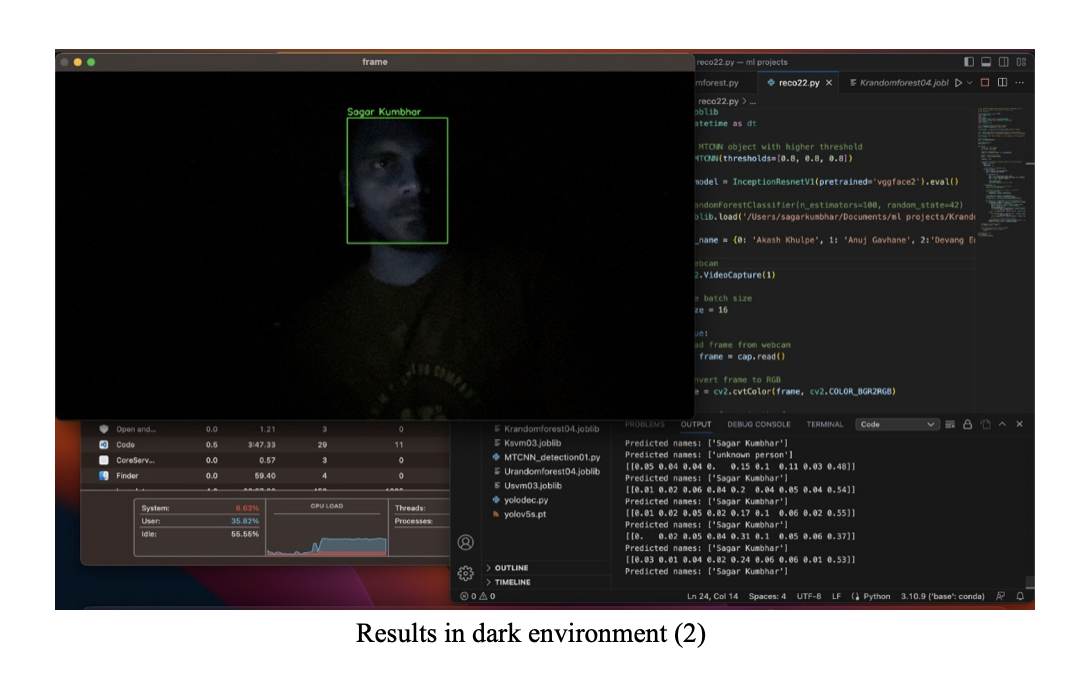 frame
reco22.py — ml projects
Sagar Kumbhar
mforest.py
reco22.py
Krandomforest04.jobl
reco22.py > ...
oblib
atetime as dt
MTCNN object with higher threshold
MTCNN(thresholds=[0.8, 0.8, 0.8])
model = InceptionResnetV1(pretrained='vggface2').eval()
andomForestClassifier(n_estimators=100, random_state=42)
blib.load('/Users/sagarkumbhar/Documents/ml projects/Krando
_name = {0: 'Akash Khulpe', 1: 'Anuj Gavhane', 2:'Devang Ed
ebcam
2.VideoCapture(1)
e batch size
ze = 16
ue:
ad frame from webcam
frame = cap.read()
nvert frame to RGB
e = cv2.cvtColor(frame, cv2.COLOR_BGR2RGB)
COMPANY
Open and... 0.0 1.21 3 0
Code 0.5 3:47.33 29 11
CoreServ... 0.0 0.57 3 0
Finder 0.0 59.40 4 0
System: 8.63%
User: 35.82%
Idle: 55.56%
CPU LOAD
Threads:
Processes:
Krandomforest04.joblib
Ksvm03.joblib
MTCNN_detection01.py
Urandomforest04.joblib
Usvm03.joblib
yolodec.py
yolov5s.pt
OUTLINE
TIMELINE
PROBLEMS OUTPUT DEBUG CONSOLE TERMINAL Code
Predicted names: ['Sagar Kumbhar']
Predicted names: ['unknown person']
[[0.05 0.04 0.04 0. 0.15 0.1 0.11 0.03 0.48]]
Predicted names: ['Sagar Kumbhar']
[[0.01 0.02 0.06 0.04 0.2 0.04 0.05 0.04 0.54]]
Predicted names: ['Sagar Kumbhar']
[[0.01 0.02 0.05 0.02 0.17 0.1 0.06 0.02 0.55]]
Predicted names: ['Sagar Kumbhar']
[[0. 0.02 0.05 0.04 0.31 0.1 0.05 0.06 0.37]]
Predicted names: ['Sagar Kumbhar']
[[0.03 0.01 0.04 0.02 0.24 0.06 0.06 0.01 0.53]]
Predicted names: ['Sagar Kumbhar']
0 0 Ln 24, Col 14 Spaces: 4 UTF-8 LF Python 3.10.9 ('base': conda)
Results in dark environment (2)